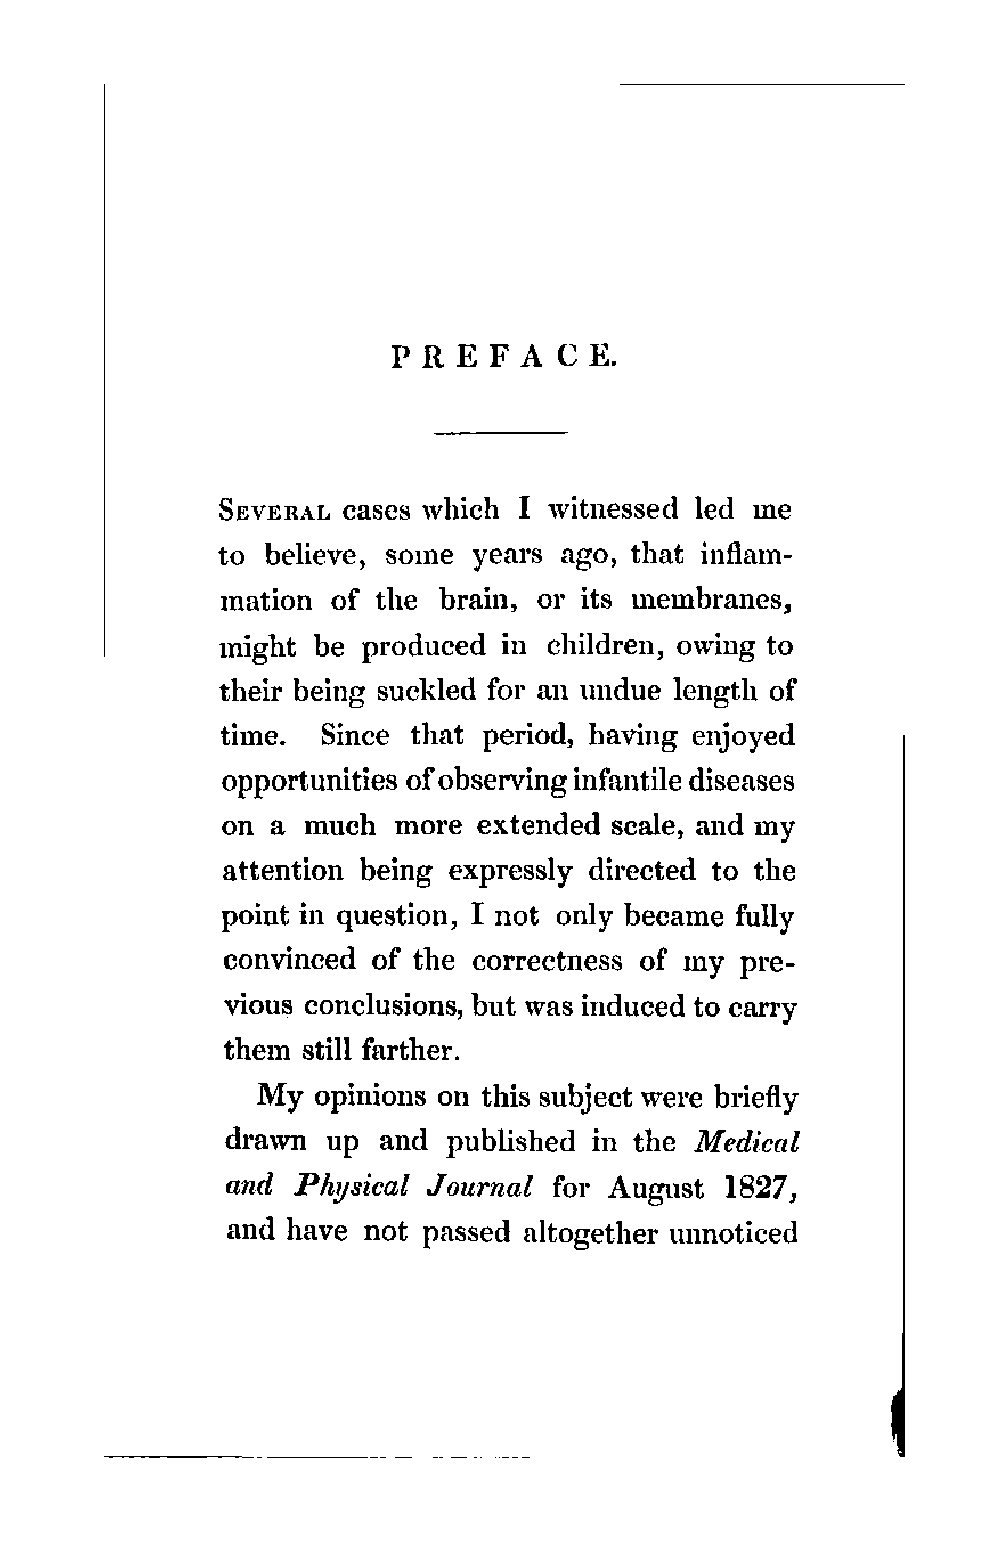 PREFACE.
SEVERAL cases which I witnessed led me
to believe, some years ago, that inflam-
mation of the brain, or its membranes,
might be produced in children, owing to
their being suckled for an undue length of
time. Since that period, having enjoyed
opportunities of observing infantile diseases
on a much more extended scale, and my
attention being expressly directed to the
point in question, I not only became fully
convinced of the correctness of my pre-
vious conclusions, but was induced to carry
them still farther.
My opinions on this subject were briefly
drawn up and published in the Medical
and Physical Journal for August 1827,
and have not passed altogether unnoticed